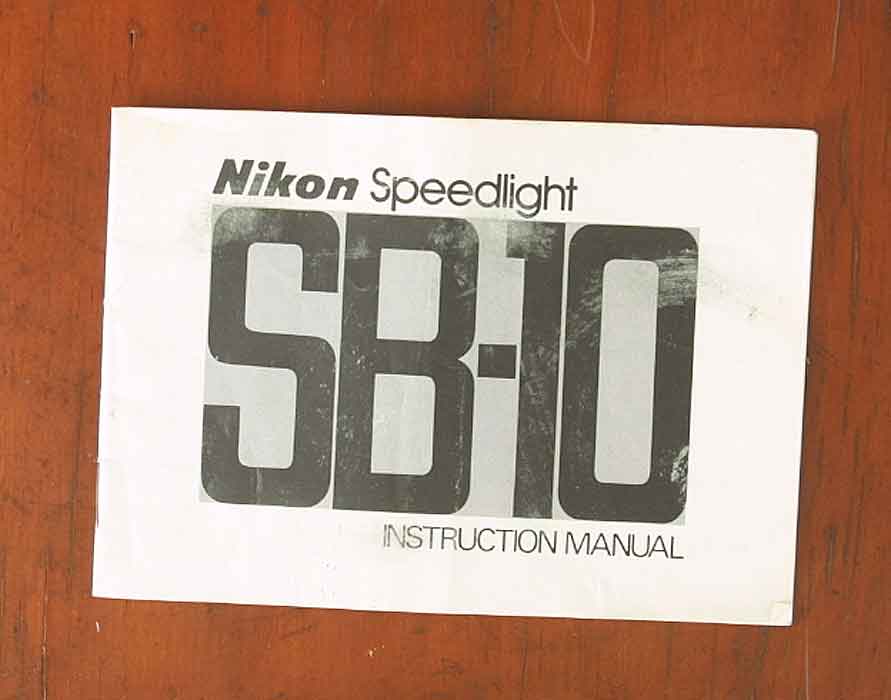 Nikon Speedlight
SB-10
INSTRUCTION MANUAL